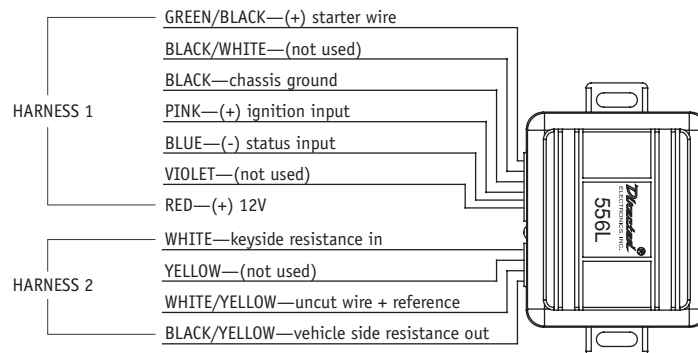 GREEN/BLACK—(+) starter wire
BLACK/WHITE—(not used)
BLACK—chassis ground
HARNESS 1
PINK—(+) ignition input
BLUE—(-) status input
VIOLET—(not used)
RED—(+) 12V
WHITE—keyside resistance in
YELLOW—(not used)
HARNESS 2
WHITE/YELLOW—uncut wire + reference
BLACK/YELLOW—vehicle side resistance out
Directed®
ELECTRONICS, INC.
556L